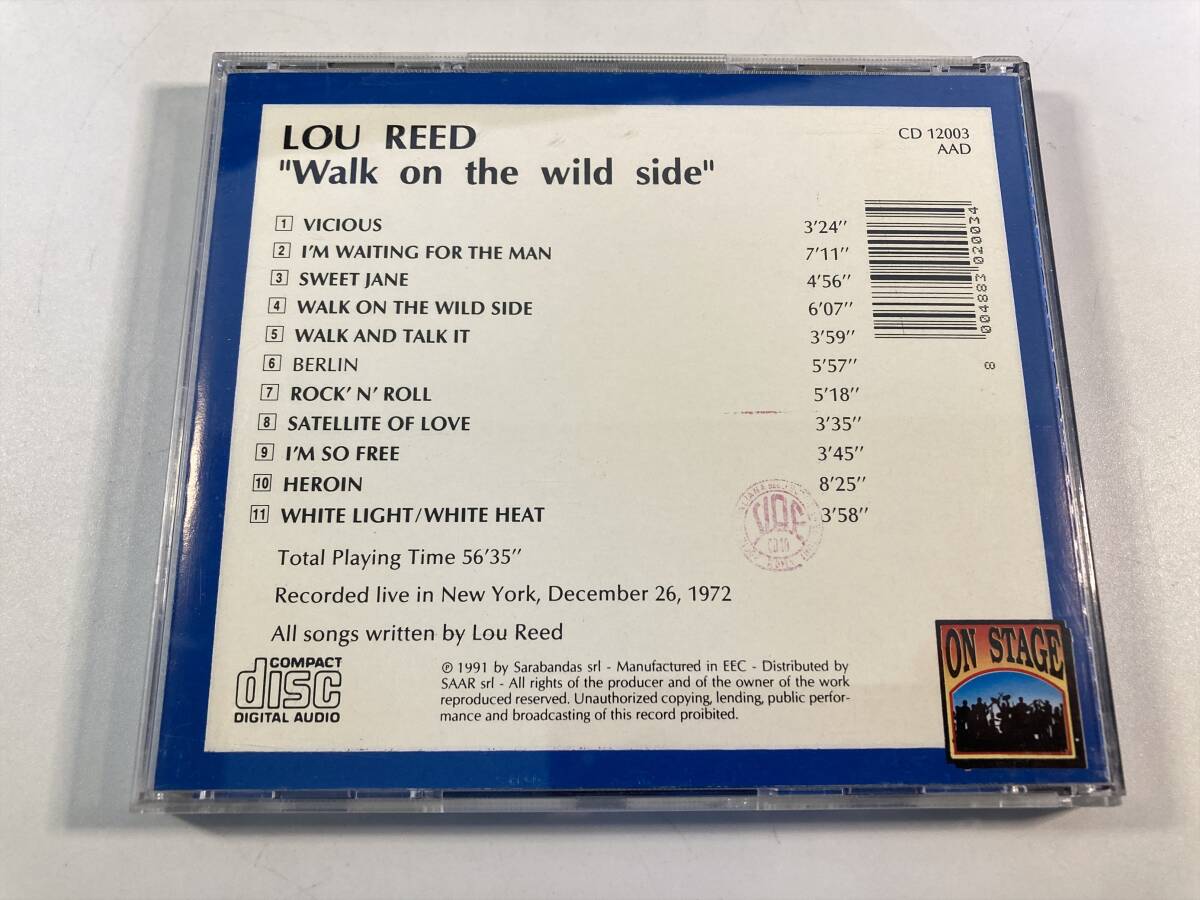 LOU REED
"Walk on the wild side"
CD 12003
AAD
1 VICIOUS 3'24''
2 I'M WAITING FOR THE MAN 7'11''
3 SWEET JANE 4'56''
4 WALK ON THE WILD SIDE 6'07''
5 WALK AND TALK IT 3'59''
6 BERLIN 5'57''
7 ROCK' N' ROLL 5'18''
8 SATELLITE OF LOVE 3'35''
9 I'M SO FREE 3'45''
10 HEROIN 8'25''
11 WHITE LIGHT/WHITE HEAT 3'58''
004883 020034
Total Playing Time 56'35''
Recorded live in New York, December 26, 1972
All songs written by Lou Reed
COMPACT
disc
DIGITAL AUDIO
℗ 1991 by Sarabandas srl - Manufactured in EEC - Distributed by
SAAR srl - All rights of the producer and of the owner of the work
reproduced reserved. Unauthorized copying, lending, public perfor-
mance and broadcasting of this record proibited.
ON STAGE